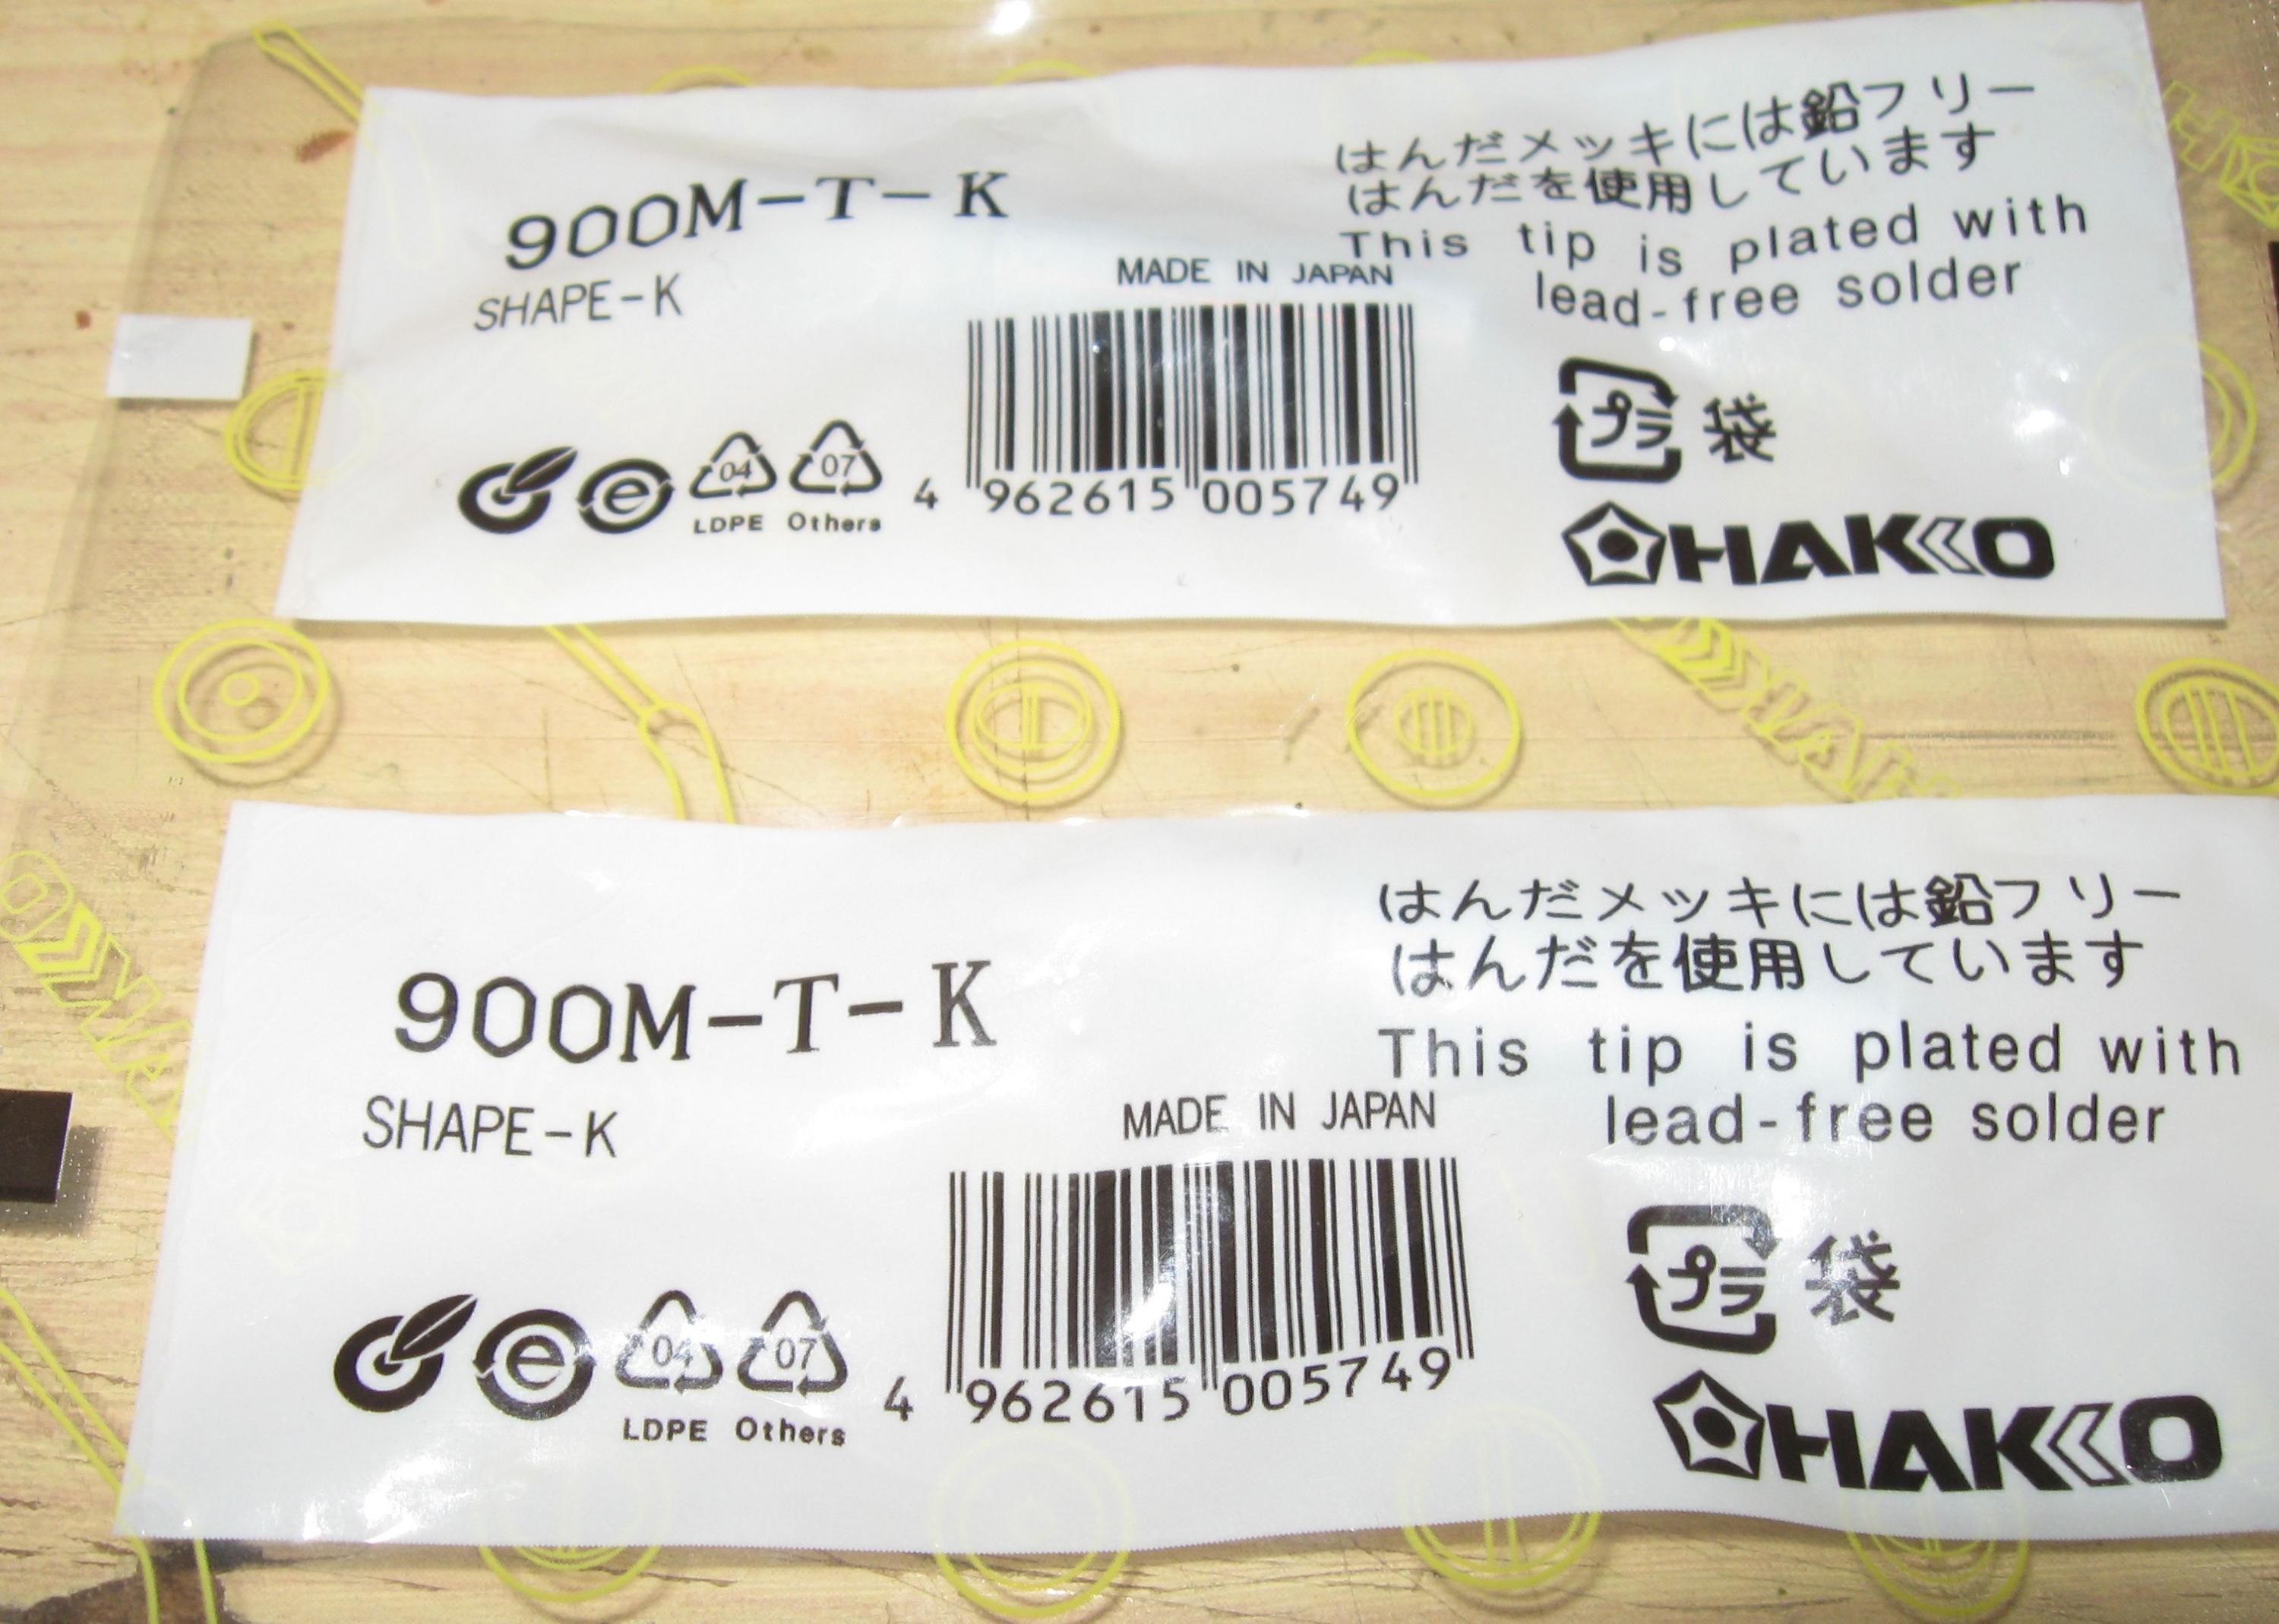 はんだメッキには鉛フリー
はんだを使用しています
900M-T-K
This tip is plated with
lead-free solder
SHAPE-K
MADE IN JAPAN
プラ 袋
04 07
LDPE Others
4 962615 005749
HAKKO
HAKKO
はんだメッキには鉛フリー
はんだを使用しています
900M-T-K
This tip is plated with
lead-free solder
SHAPE-K
MADE IN JAPAN
プラ 袋
e 04 07
LDPE Others
4 962615 005749
HAKKO